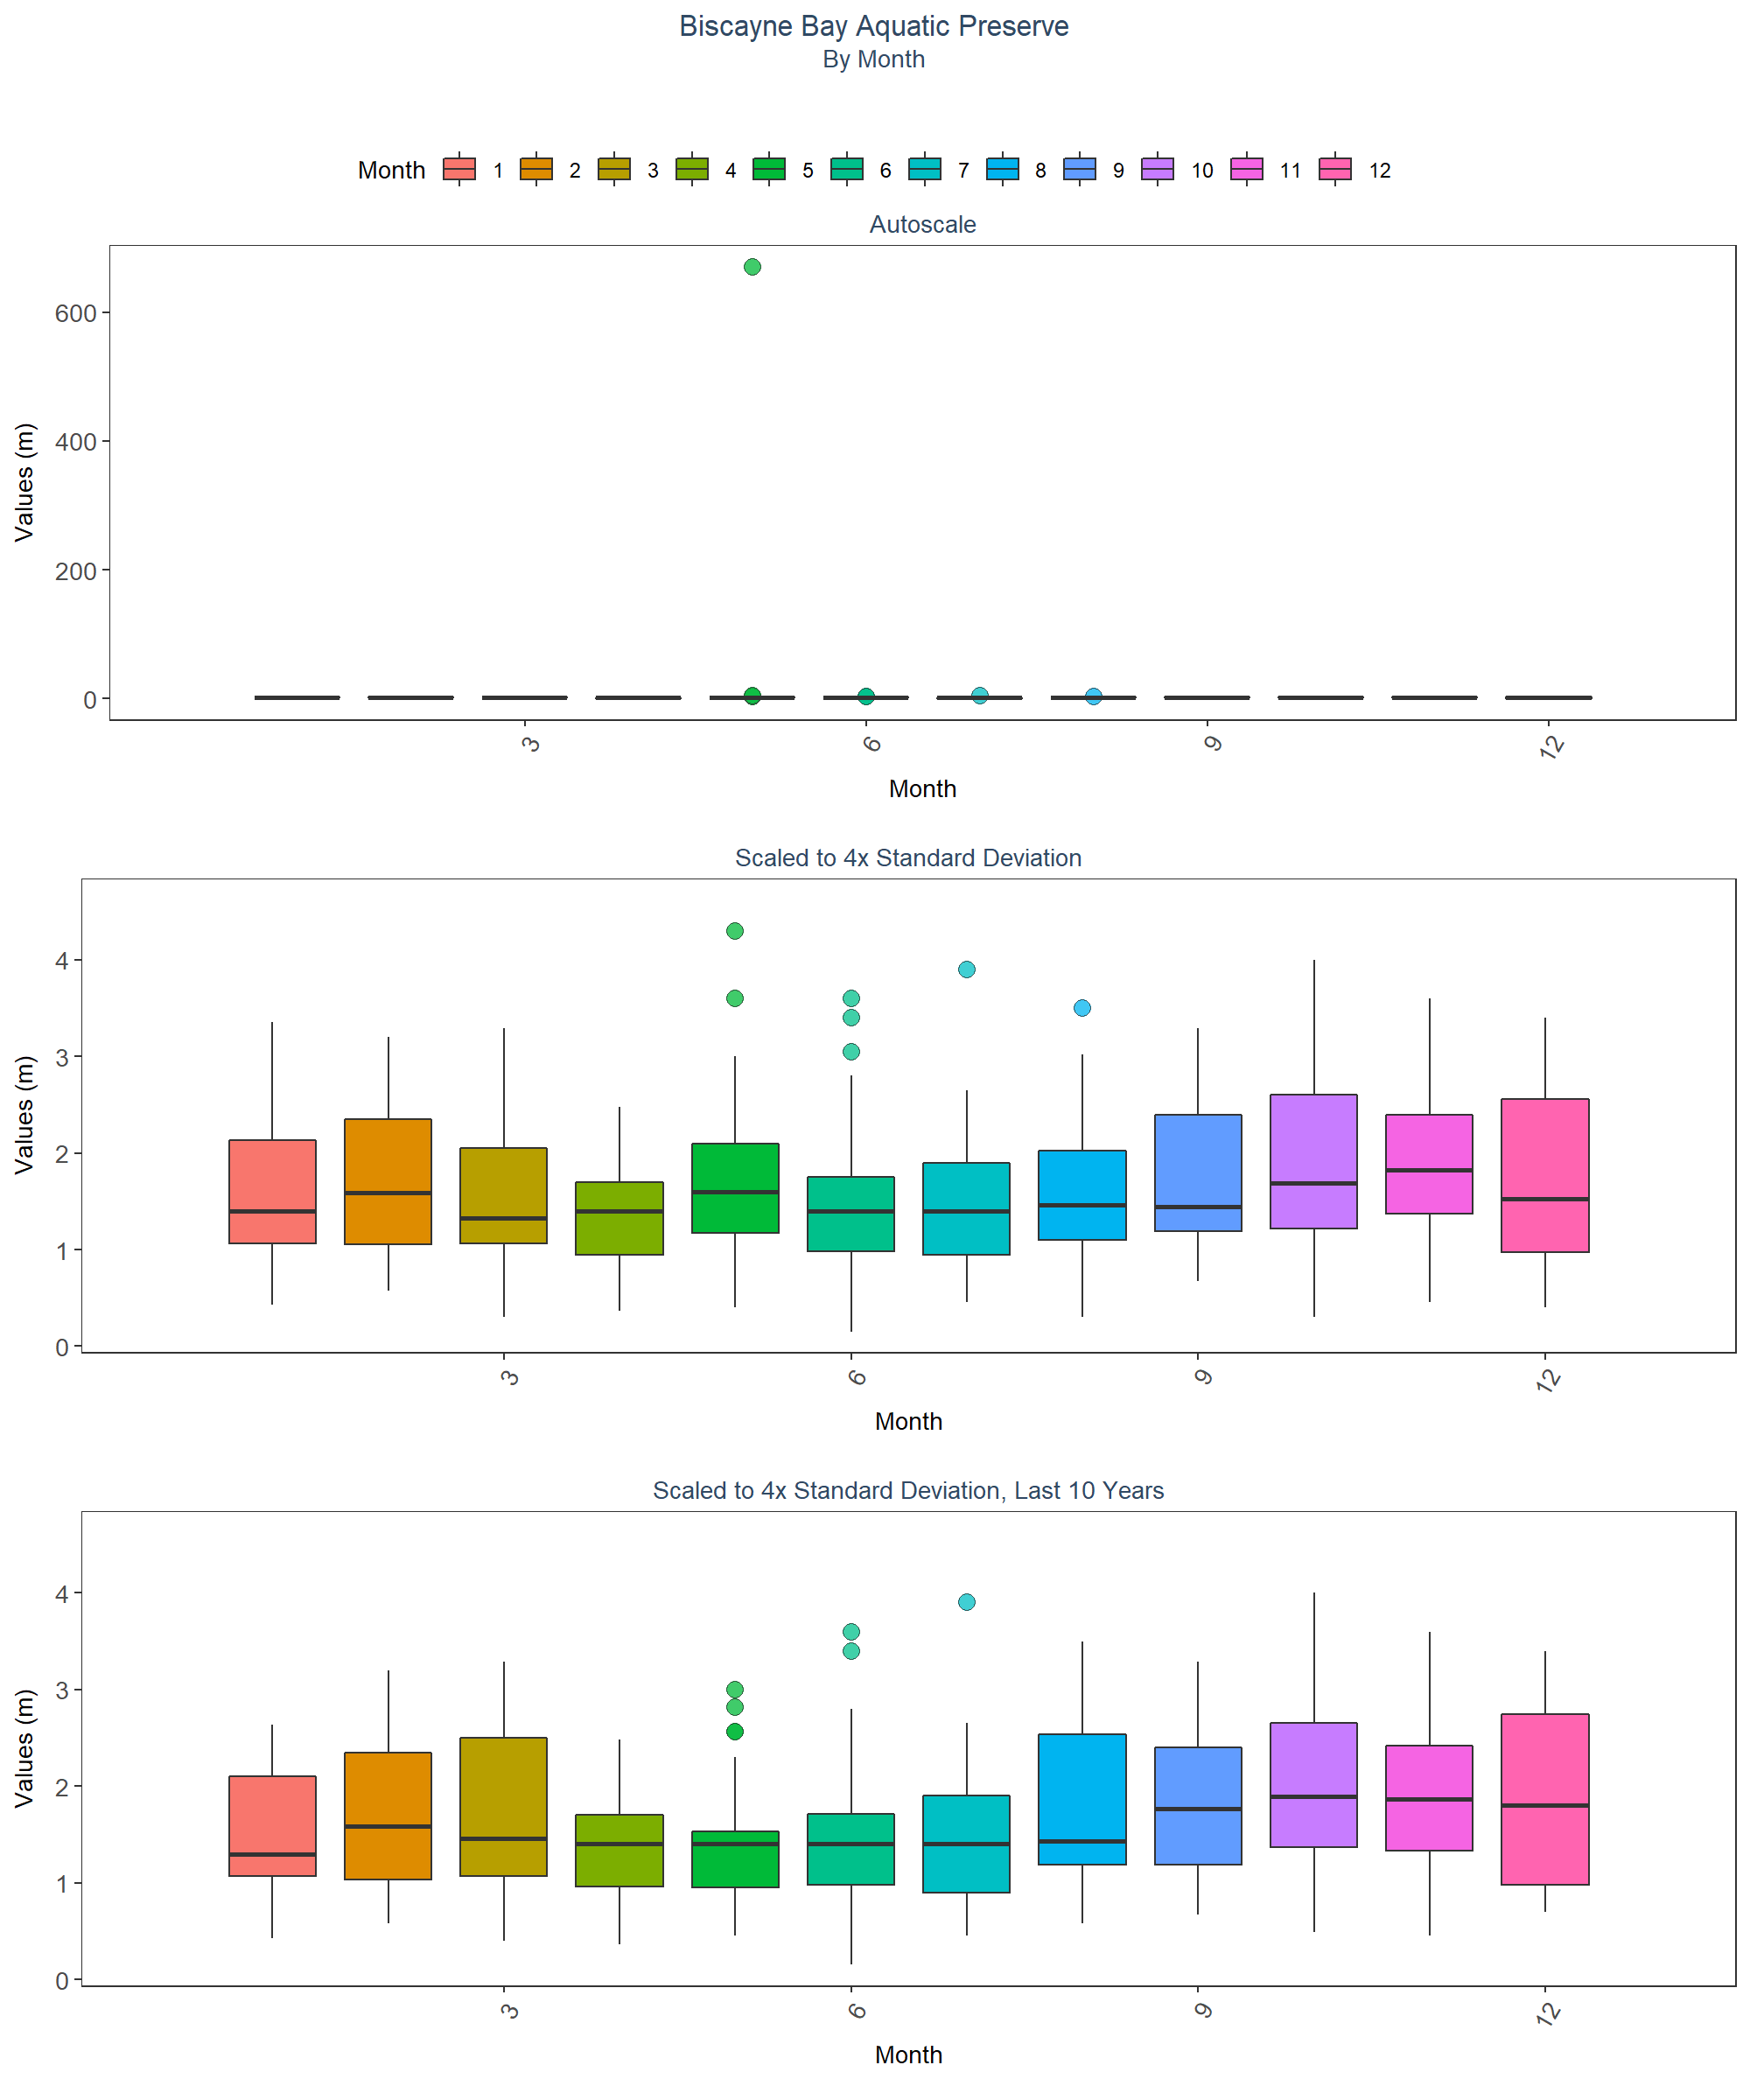 Biscayne Bay Aquatic Preserve
By Month
Month 1 2 3 4 5 6 7 8 9 10 11 12
Autoscale
Values (m)
600
400
200
0
3 6 9 12
Month
Scaled to 4x Standard Deviation
Values (m)
4
3
2
1
0
3 6 9 12
Month
Scaled to 4x Standard Deviation, Last 10 Years
Values (m)
4
3
2
1
0
3 6 9 12
Month